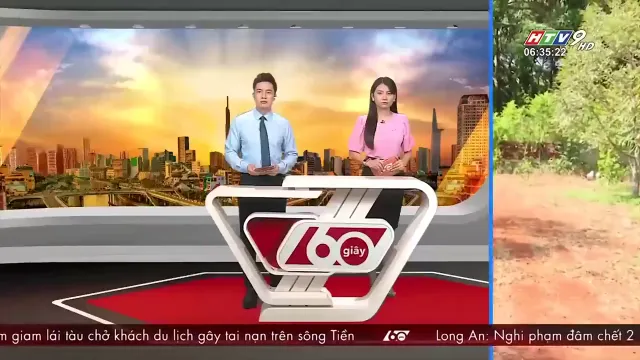 HTV9 HD
06:35:22
60 giây
m giam lái tàu chở khách du lịch gây tai nạn trên sông Tiền 60 Long An: Nghi phạm đâm chết 2